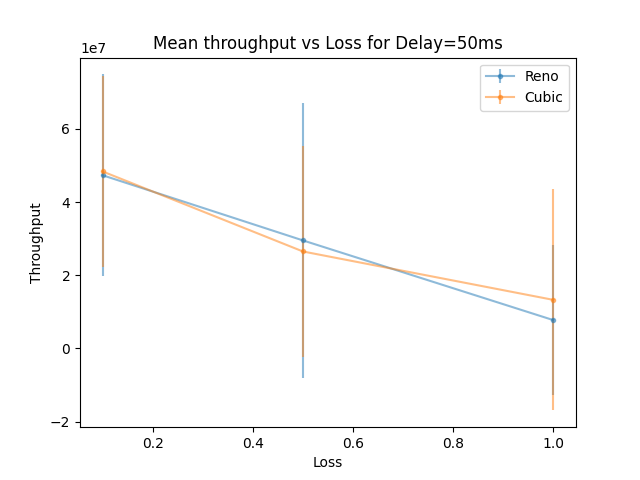 Mean throughput vs Loss for Delay=50ms
1e7
Reno
Cubic
6
4
2
0
−2
Throughput
0.2 0.4 0.6 0.8 1.0
Loss